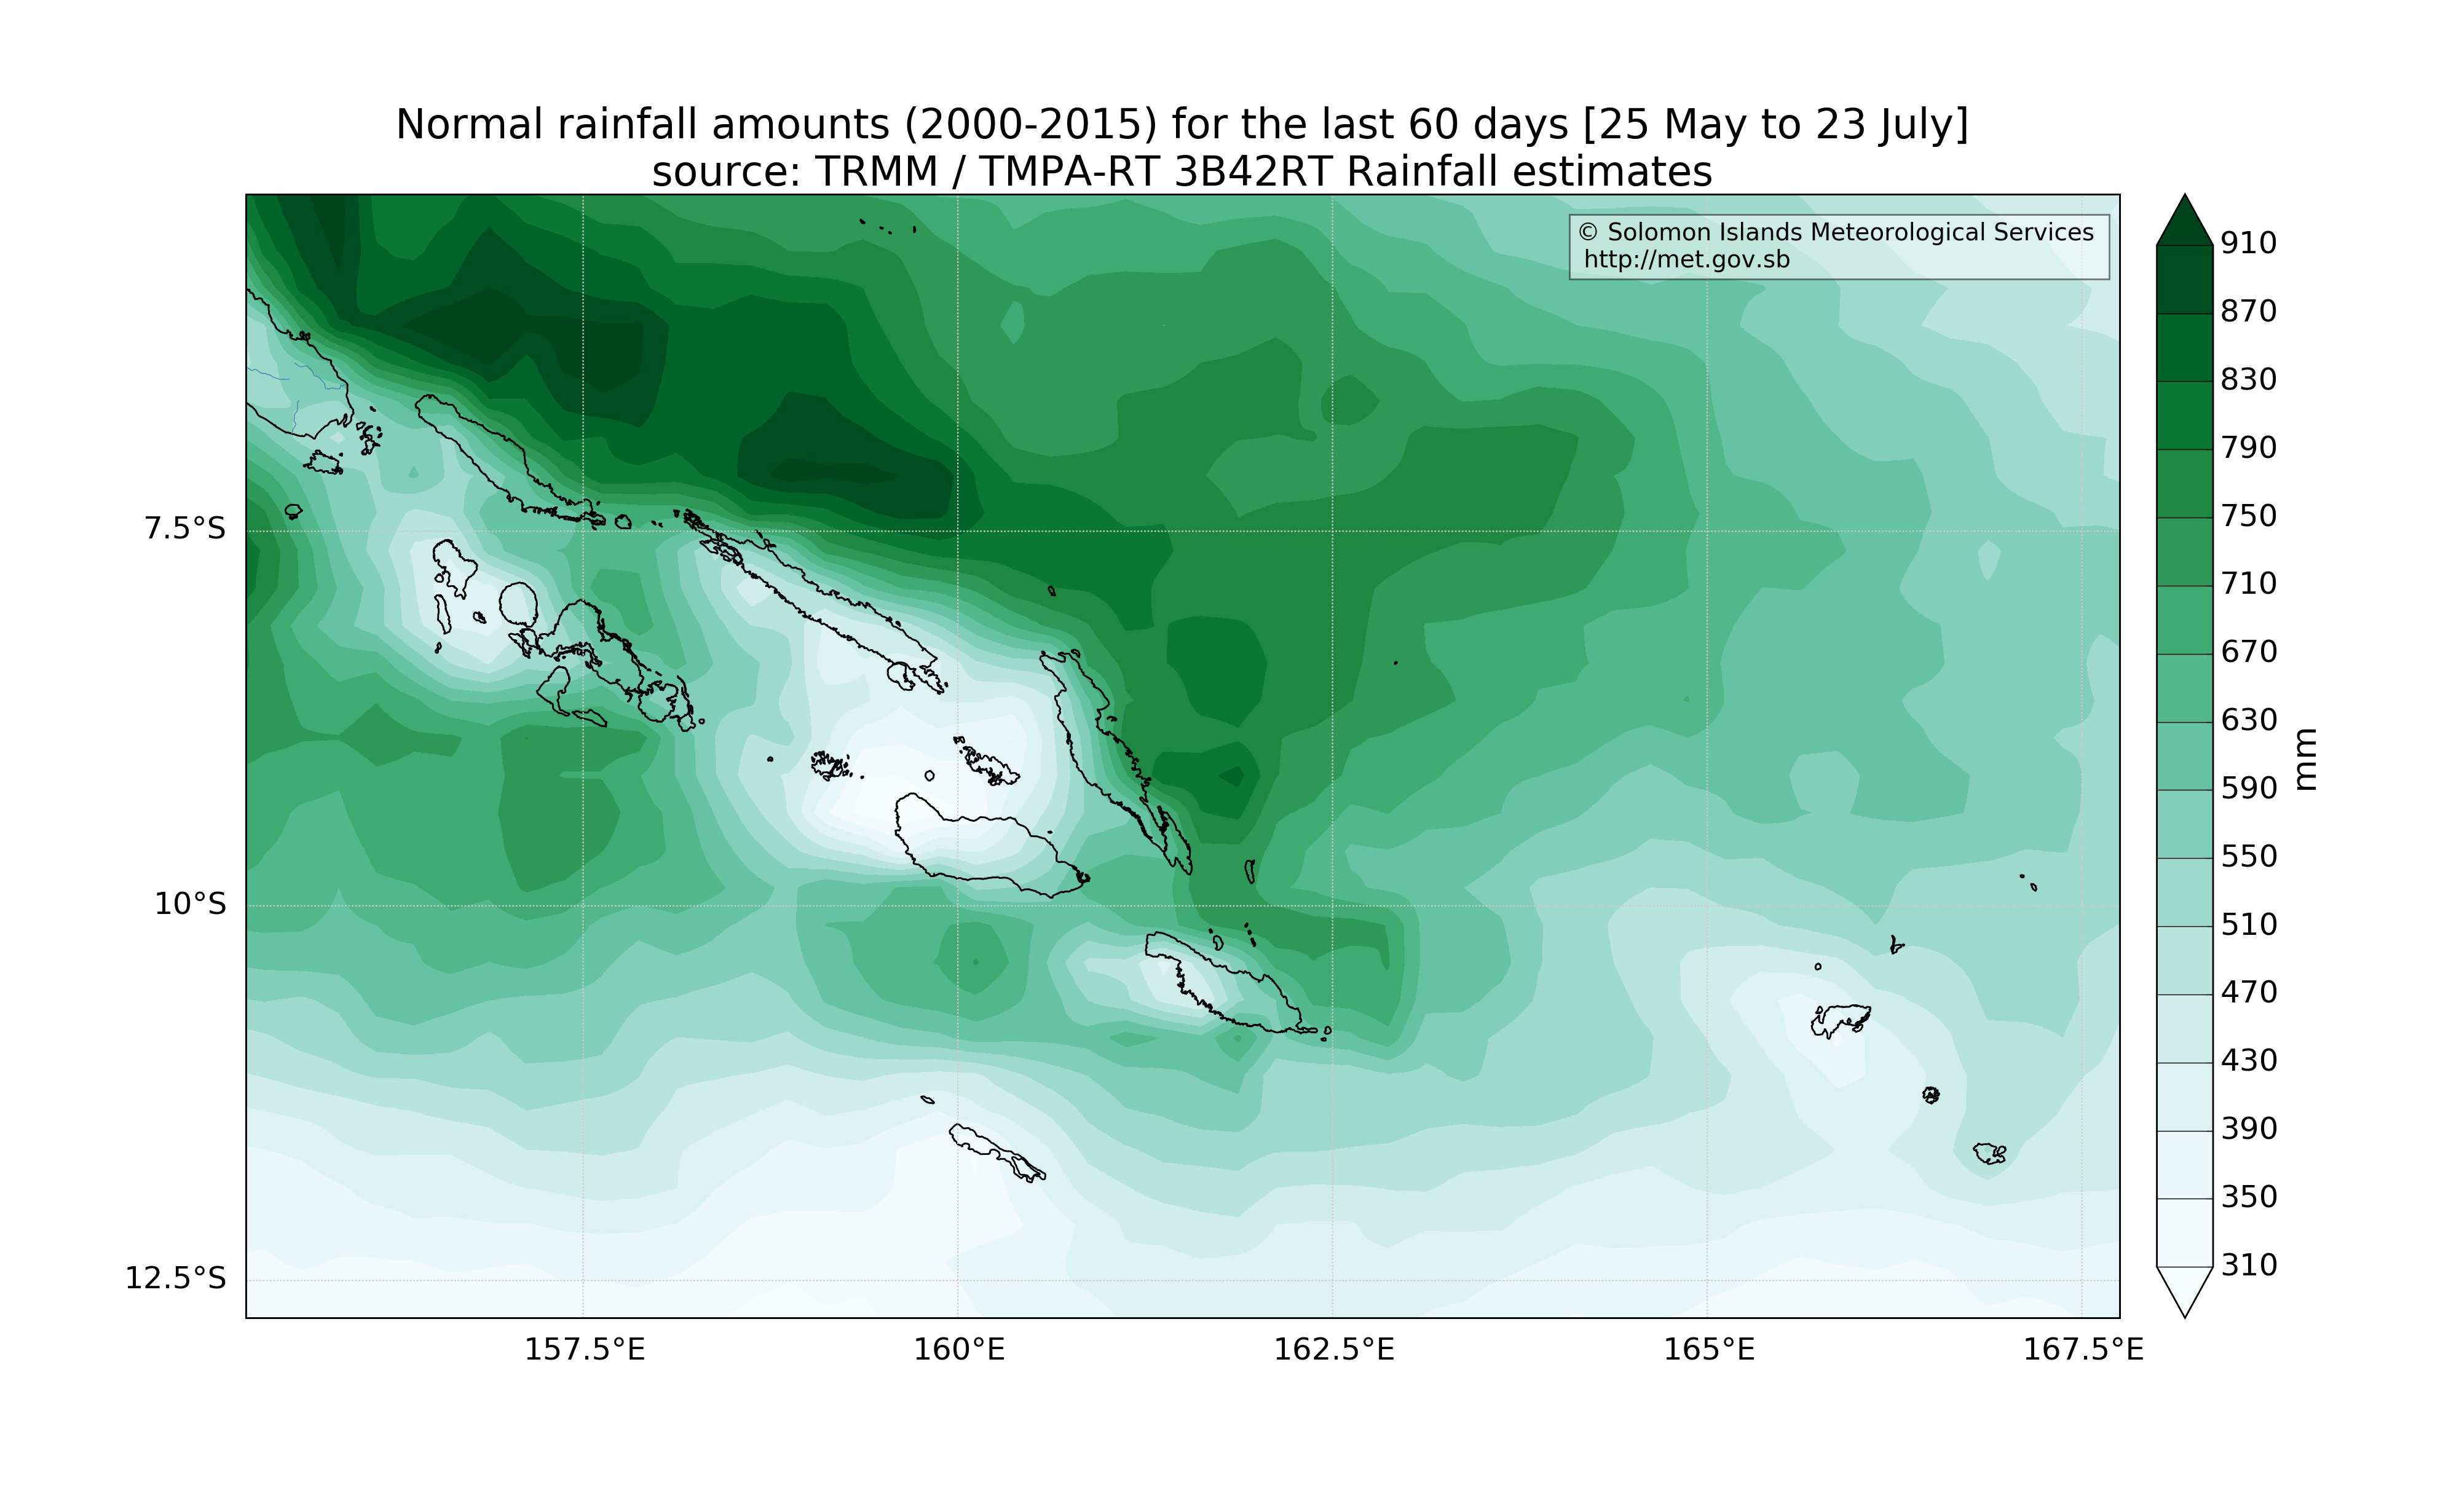 Normal rainfall amounts (2000-2015) for the last 60 days [25 May to 23 July]
source: TRMM / TMPA-RT 3B42RT Rainfall estimates
© Solomon Islands Meteorological Services
http://met.gov.sb
910
870
830
790
750
710
670
630
590
550
510
470
430
390
350
310
mm
7.5°S
10°S
12.5°S
157.5°E
160°E
162.5°E
165°E
167.5°E